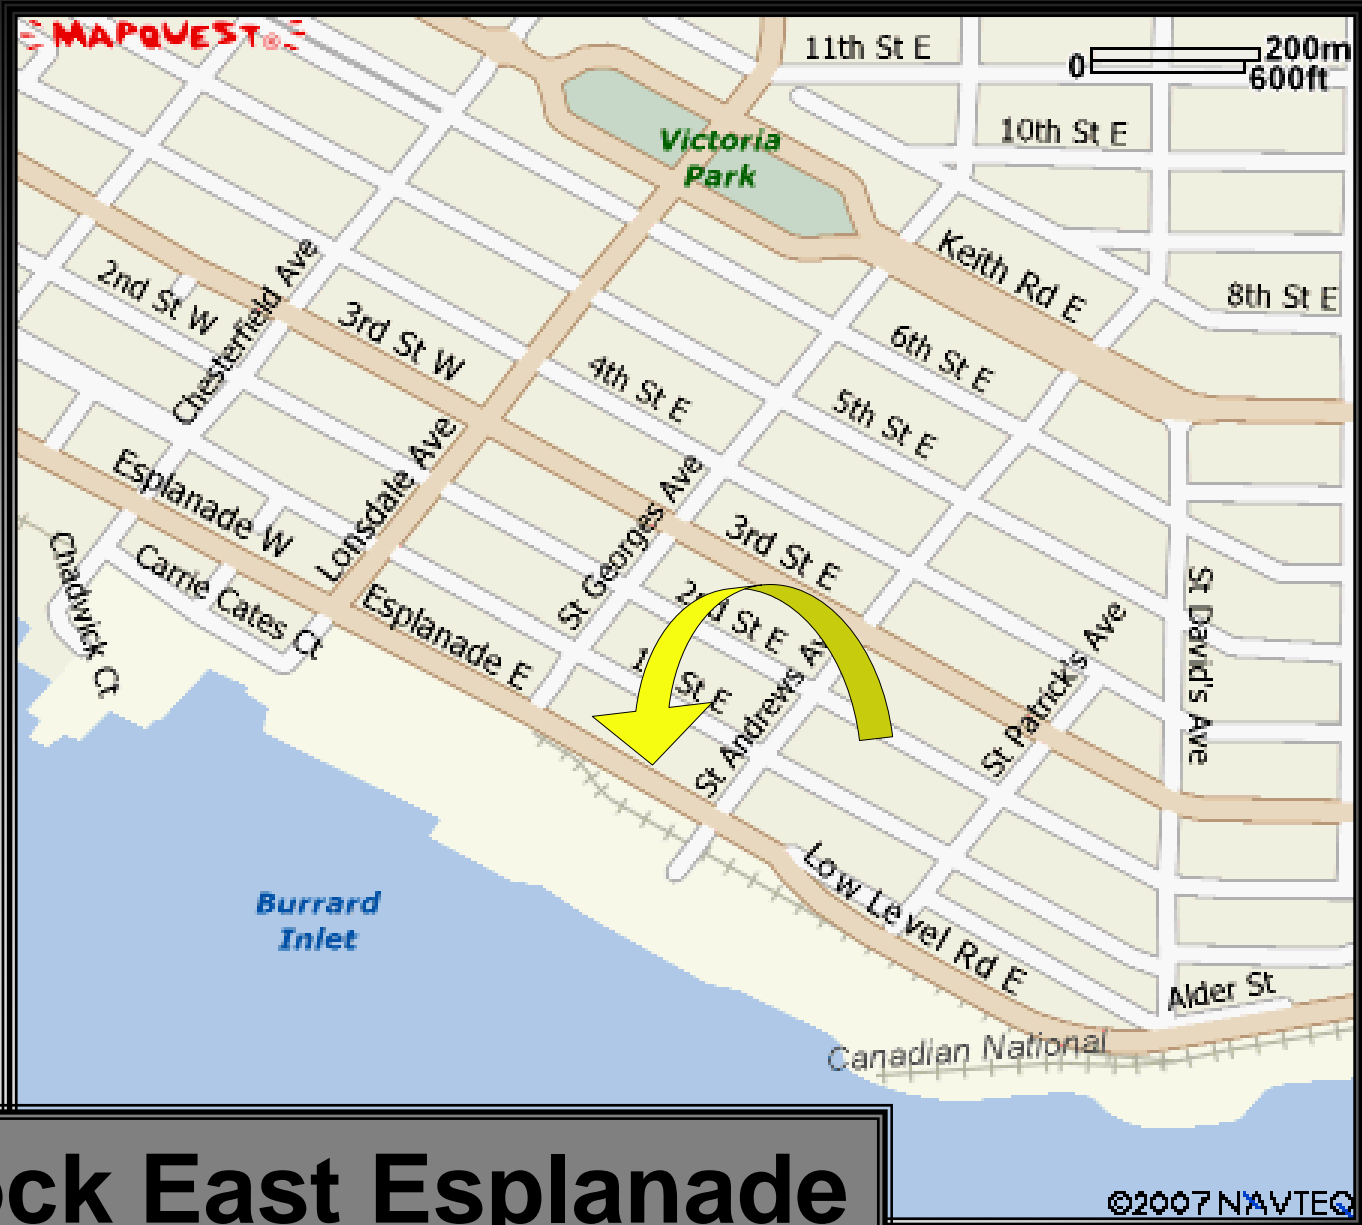 MAPQUEST®
11th St E
0 200m
600ft
10th St E
Victoria
Park
Keith Rd E
8th St E
2nd St W
Chesterfield Ave
3rd St W
6th St E
4th St E
5th St E
Lonsdale Ave
Esplanade W
St Georges Ave
3rd St E
Chadwick Ct
Carrie Cates Ct
Esplanade E
2nd St E
St E
St Andrews
St Patrick's Ave
St David's Ave
Low Level Rd E
Burrard
Inlet
Alder St
Canadian National
ock East Esplanade
©2007 NAVTEQ